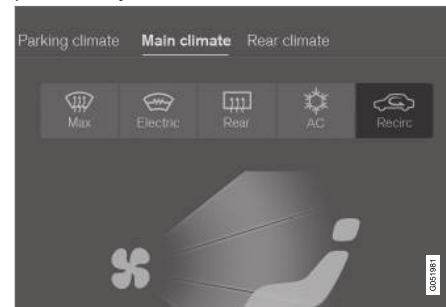 Parking climate Main climate Rear climate
Max Electric Rear AC Recirc
G051981